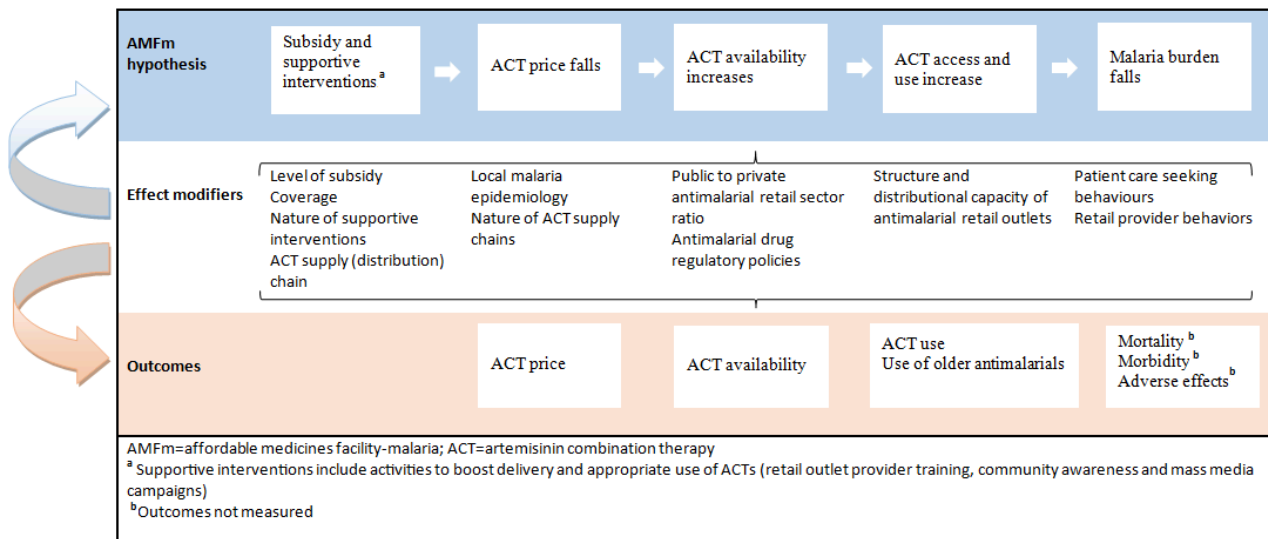 AMFm
hypothesis
Subsidy and
supportive
interventions a
ACT price falls
ACT availability
increases
ACT access and
use increase
Malaria burden
falls
Effect modifiers
Level of subsidy
Coverage
Nature of supportive
interventions
ACT supply (distribution)
chain
Local malaria
epidemiology
Nature of ACT supply
chains
Public to private
antimalarial retail sector
ratio
Antimalarial drug
regulatory policies
Structure and
distributional capacity of
antimalarial retail outlets
Patient care seeking
behaviours
Retail provider behaviors
Outcomes
ACT price
ACT availability
ACT use
Use of older antimalarials
Mortality b
Morbidity b
Adverse effects b
AMFm=affordable medicines facility-malaria; ACT=artemisinin combination therapy
a Supportive interventions include activities to boost delivery and appropriate use of ACTs (retail outlet provider training, community awareness and mass media
campaigns)
b Outcomes not measured